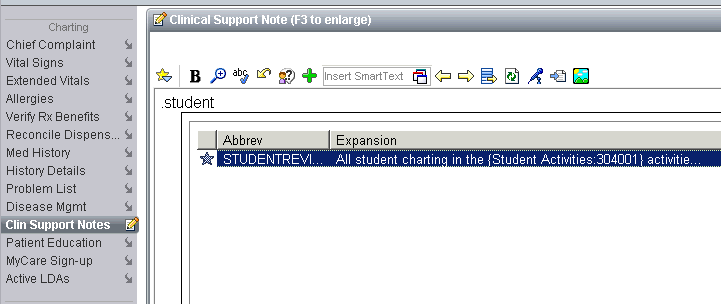 Charting
Chief Complaint
Vital Signs
Extended Vitals
Allergies
Verify Rx Benefits
Reconcile Dispens...
Med History
History Details
Problem List
Disease Mgmt
Clin Support Notes
Patient Education
MyCare Sign-up
Active LDAs
Clinical Support Note (F3 to enlarge)
B abc Insert SmartText
.student
Abbrev Expansion
STUDENTREVI... All student charting in the {Student Activities:304001} activitie...